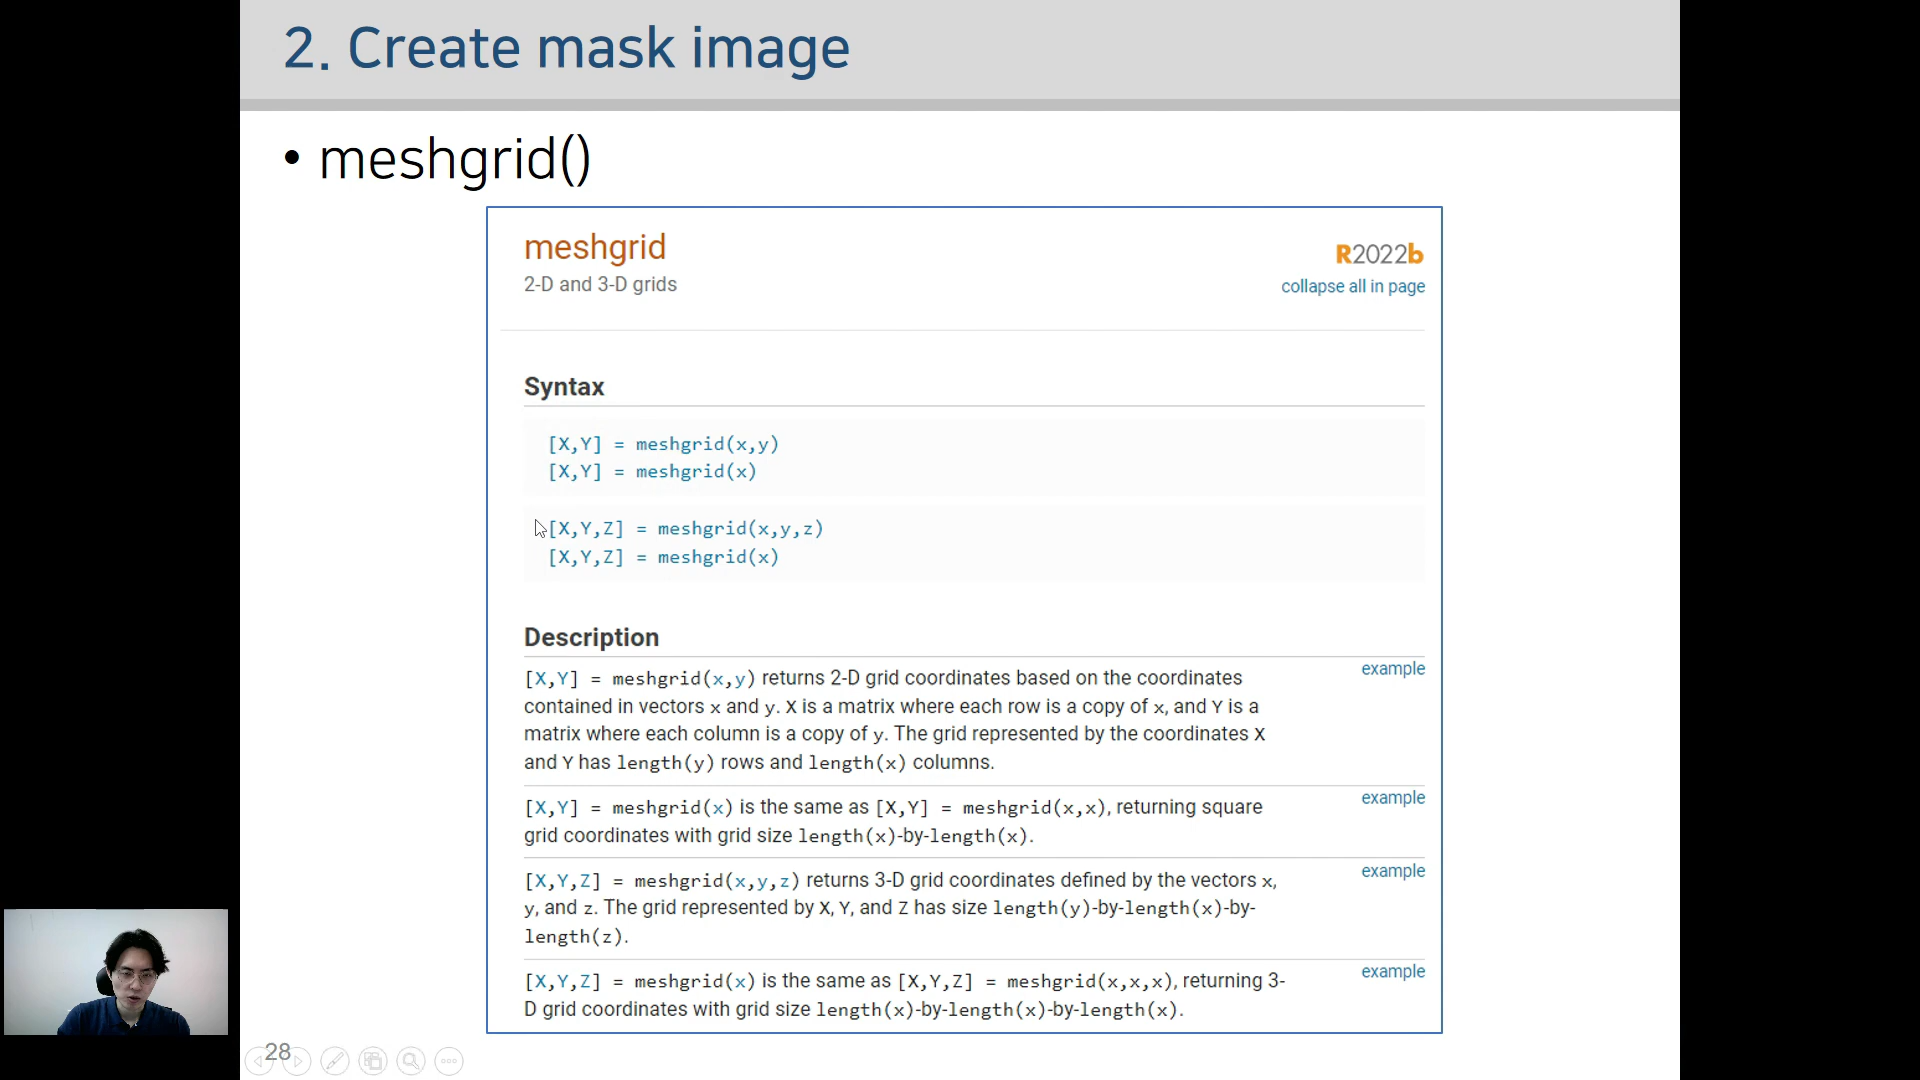 2. Create mask image
• meshgrid()
meshgrid
R2022b
2-D and 3-D grids
collapse all in page
Syntax
[X,Y] = meshgrid(x,y)
[X,Y] = meshgrid(x)
[X,Y,Z] = meshgrid(x,y,z)
[X,Y,Z] = meshgrid(x)
Description
[X,Y] = meshgrid(x,y) returns 2-D grid coordinates based on the coordinates
example
contained in vectors x and y. X is a matrix where each row is a copy of x, and Y is a
matrix where each column is a copy of y. The grid represented by the coordinates X
and Y has length(y) rows and length(x) columns.
[X,Y] = meshgrid(x) is the same as [X,Y] = meshgrid(x,x), returning square
example
grid coordinates with grid size length(x)-by-length(x).
[X,Y,Z] = meshgrid(x,y,z) returns 3-D grid coordinates defined by the vectors x,
example
y, and z. The grid represented by X, Y, and Z has size length(y)-by-length(x)-by-
length(z).
[X,Y,Z] = meshgrid(x) is the same as [X,Y,Z] = meshgrid(x,x,x), returning 3-
example
D grid coordinates with grid size length(x)-by-length(x)-by-length(x).
28